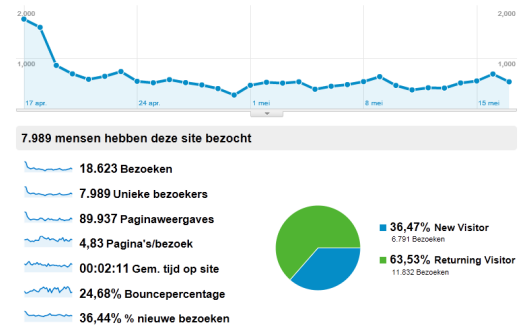 2,000 2,000
1,000 1,000
17 apr. 24 apr. 1 mei 8 mei 15 mei
7.989 mensen hebben deze site bezocht
18.623 Bezoeken
7.989 Unieke bezoekers
89.937 Paginaweergaves
4,83 Pagina's/bezoek
00:02:11 Gem. tijd op site
24,68% Bouncepercentage
36,44% % nieuwe bezoeken
36,47% New Visitor
6.791 Bezoeken
63,53% Returning Visitor
11.832 Bezoeken